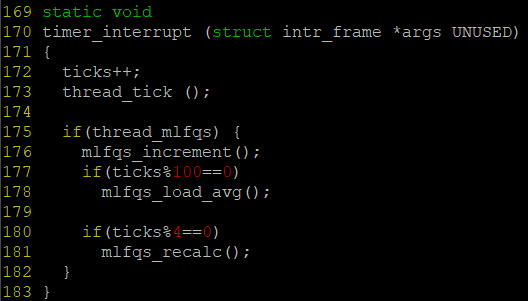 169 static void
170 timer_interrupt (struct intr_frame *args UNUSED)
171 {
172   ticks++;
173   thread_tick ();
174
175   if(thread_mlfqs) {
176     mlfqs_increment();
177     if(ticks%100==0)
178       mlfqs_load_avg();
179
180     if(ticks%4==0)
181       mlfqs_recalc();
182   }
183 }